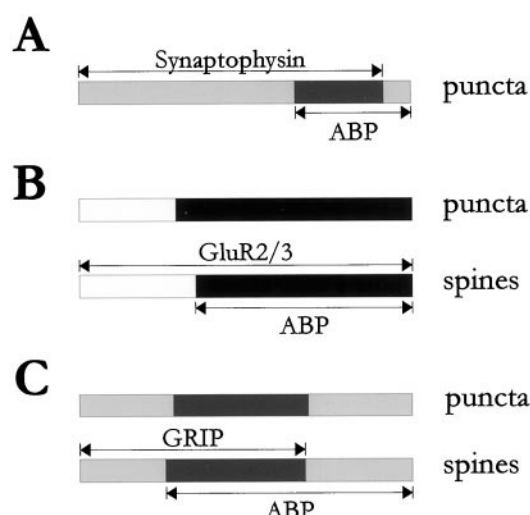 A
Synaptophysin
puncta
ABP
B
puncta
GluR2/3
spines
ABP
C
puncta
GRIP
spines
ABP